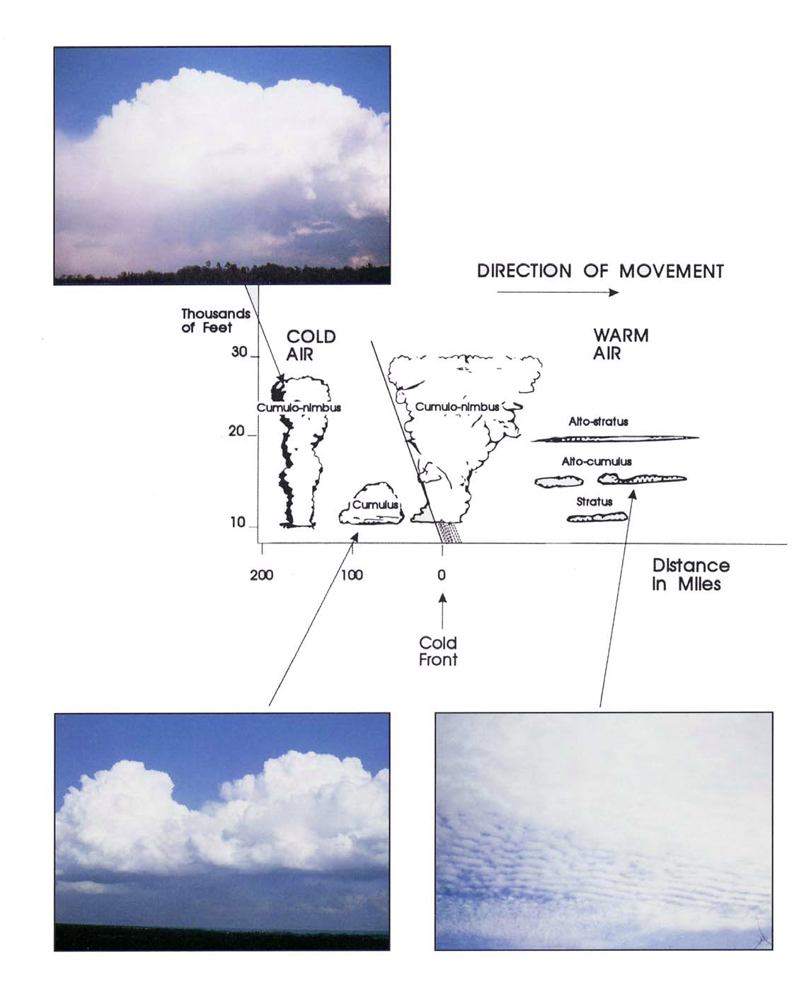 DIRECTION OF MOVEMENT
Thousands
of Feet
COLD
AIR
WARM
AIR
30
Cumulo-nimbus
Cumulo-nimbus
Alto-stratus
20
Alto-cumulus
Stratus
Cumulus
10
200
100
0
Distance
in Miles
Cold
Front